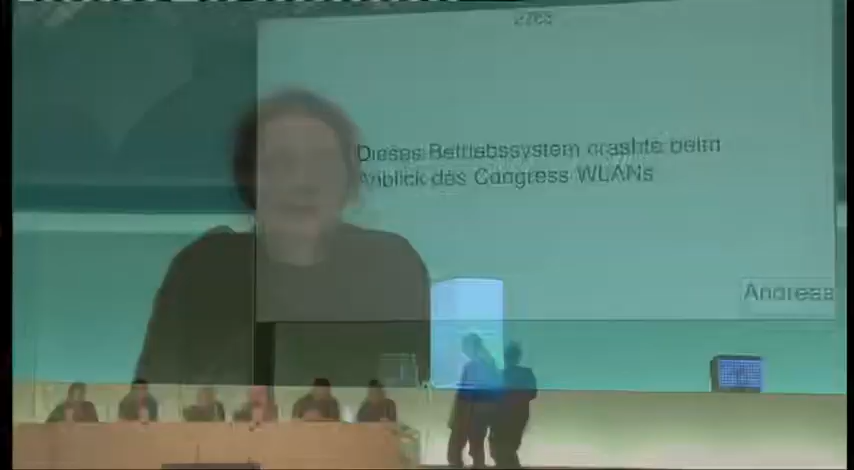 Dieses Betriebssystem crashte beim
Anblick des Congress WLANs
Andreas